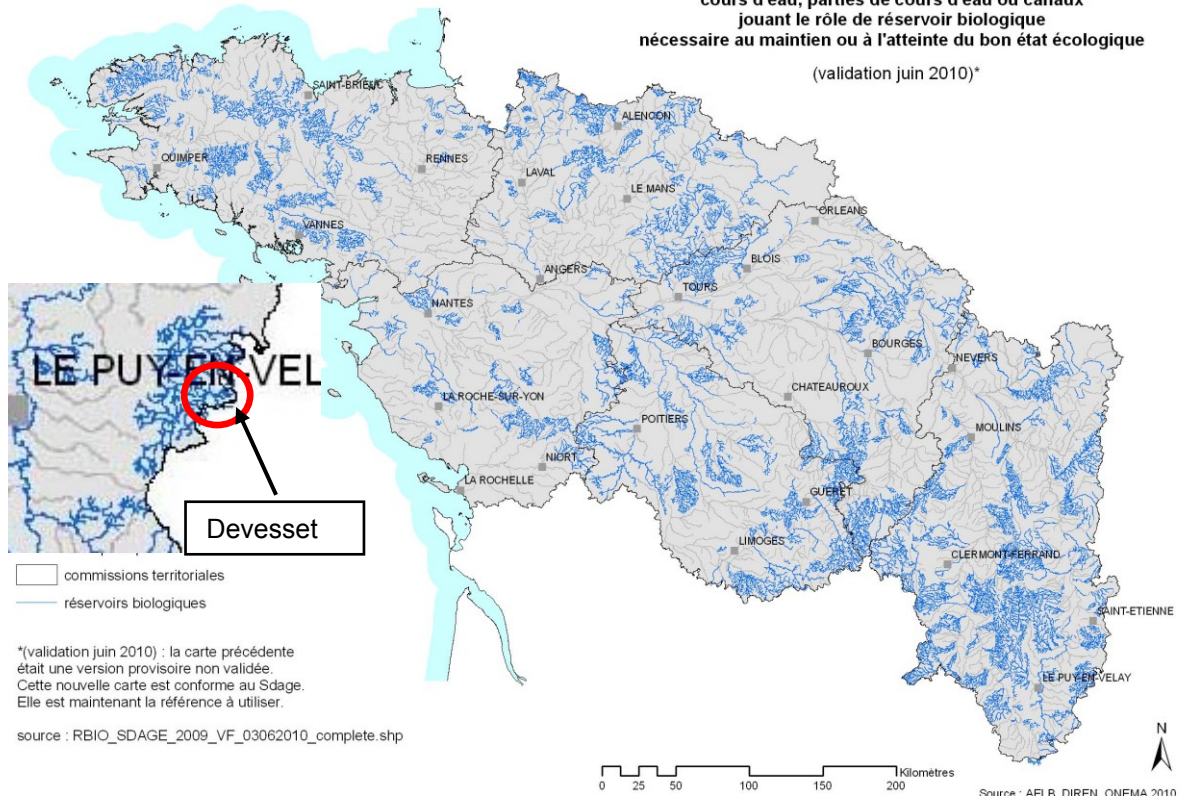 cours d'eau, parties de cours d'eau ou canaux
jouant le rôle de réservoir biologique
nécessaire au maintien ou à l'atteinte du bon état écologique
(validation juin 2010)*
SAINT-BRIEUC
ALENCON
QUIMPER
RENNES
LAVAL
LE MANS
ORLEANS
VANNES
BLOIS
ANGERS
TOURS
NANTES
BOURGES
NEVERS
LE PUY-EN-VEL
CHATEAUROUX
LA ROCHE-SUR-YON
POITIERS
MOULINS
NIORT
LA ROCHELLE
GUERET
Devesset
LIMOGES
CLERMONT-FERRAND
commissions territoriales
réservoirs biologiques
SAINT-ETIENNE
*(validation juin 2010) : la carte précédente
était une version provisoire non validée.
Cette nouvelle carte est conforme au Sdage.
Elle est maintenant la référence à utiliser.
LE PUY-EN-VELAY
source : RBIO_SDAGE_2009_VF_03062010_complete.shp
N
Kilomètres
0 25 50 100 150 200
Source : AELB, DIREN, ONEMA 2010